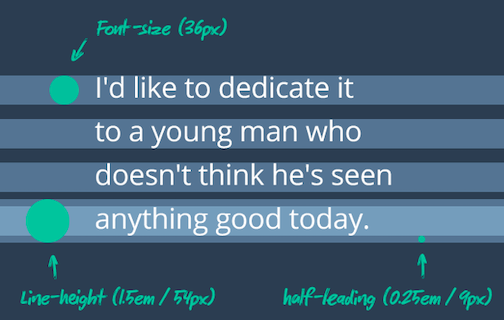 Font-size (36px)
I'd like to dedicate it
to a young man who
doesn't think he's seen
anything good today.
Line-height (1.5em / 54px)
half-leading (0.25em / 9px)